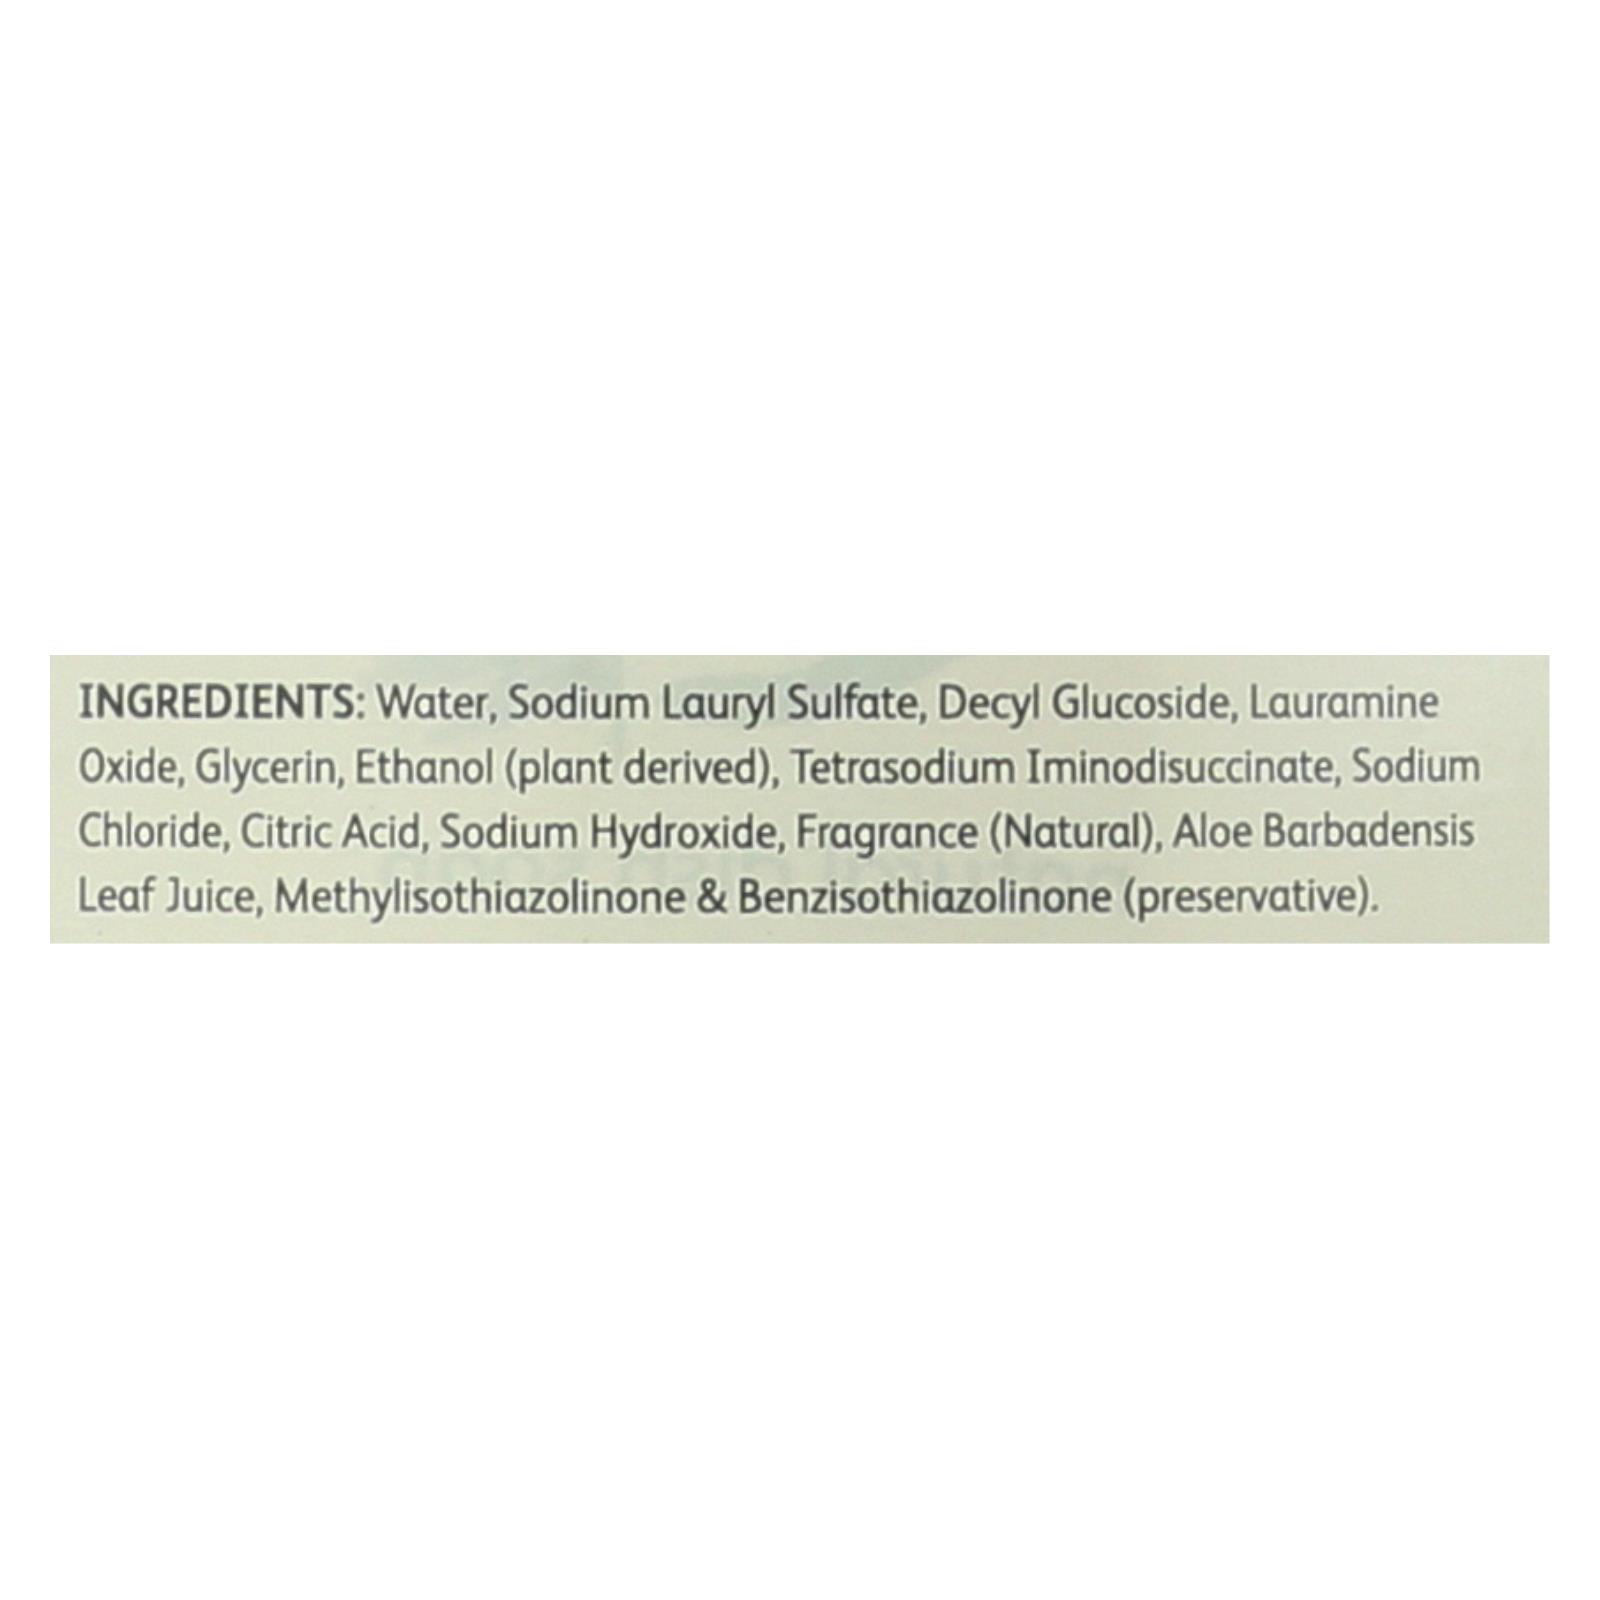 INGREDIENTS: Water, Sodium Lauryl Sulfate, Decyl Glucoside, Lauramine
Oxide, Glycerin, Ethanol (plant derived), Tetrasodium Iminodisuccinate, Sodium
Chloride, Citric Acid, Sodium Hydroxide, Fragrance (Natural), Aloe Barbadensis
Leaf Juice, Methylisothiazolinone & Benzisothiazolinone (preservative).